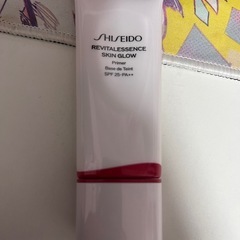 SHISEIDO
REVITALESSENCE
SKIN GLOW
Primer
Base de Teint
SPF 25·PA++